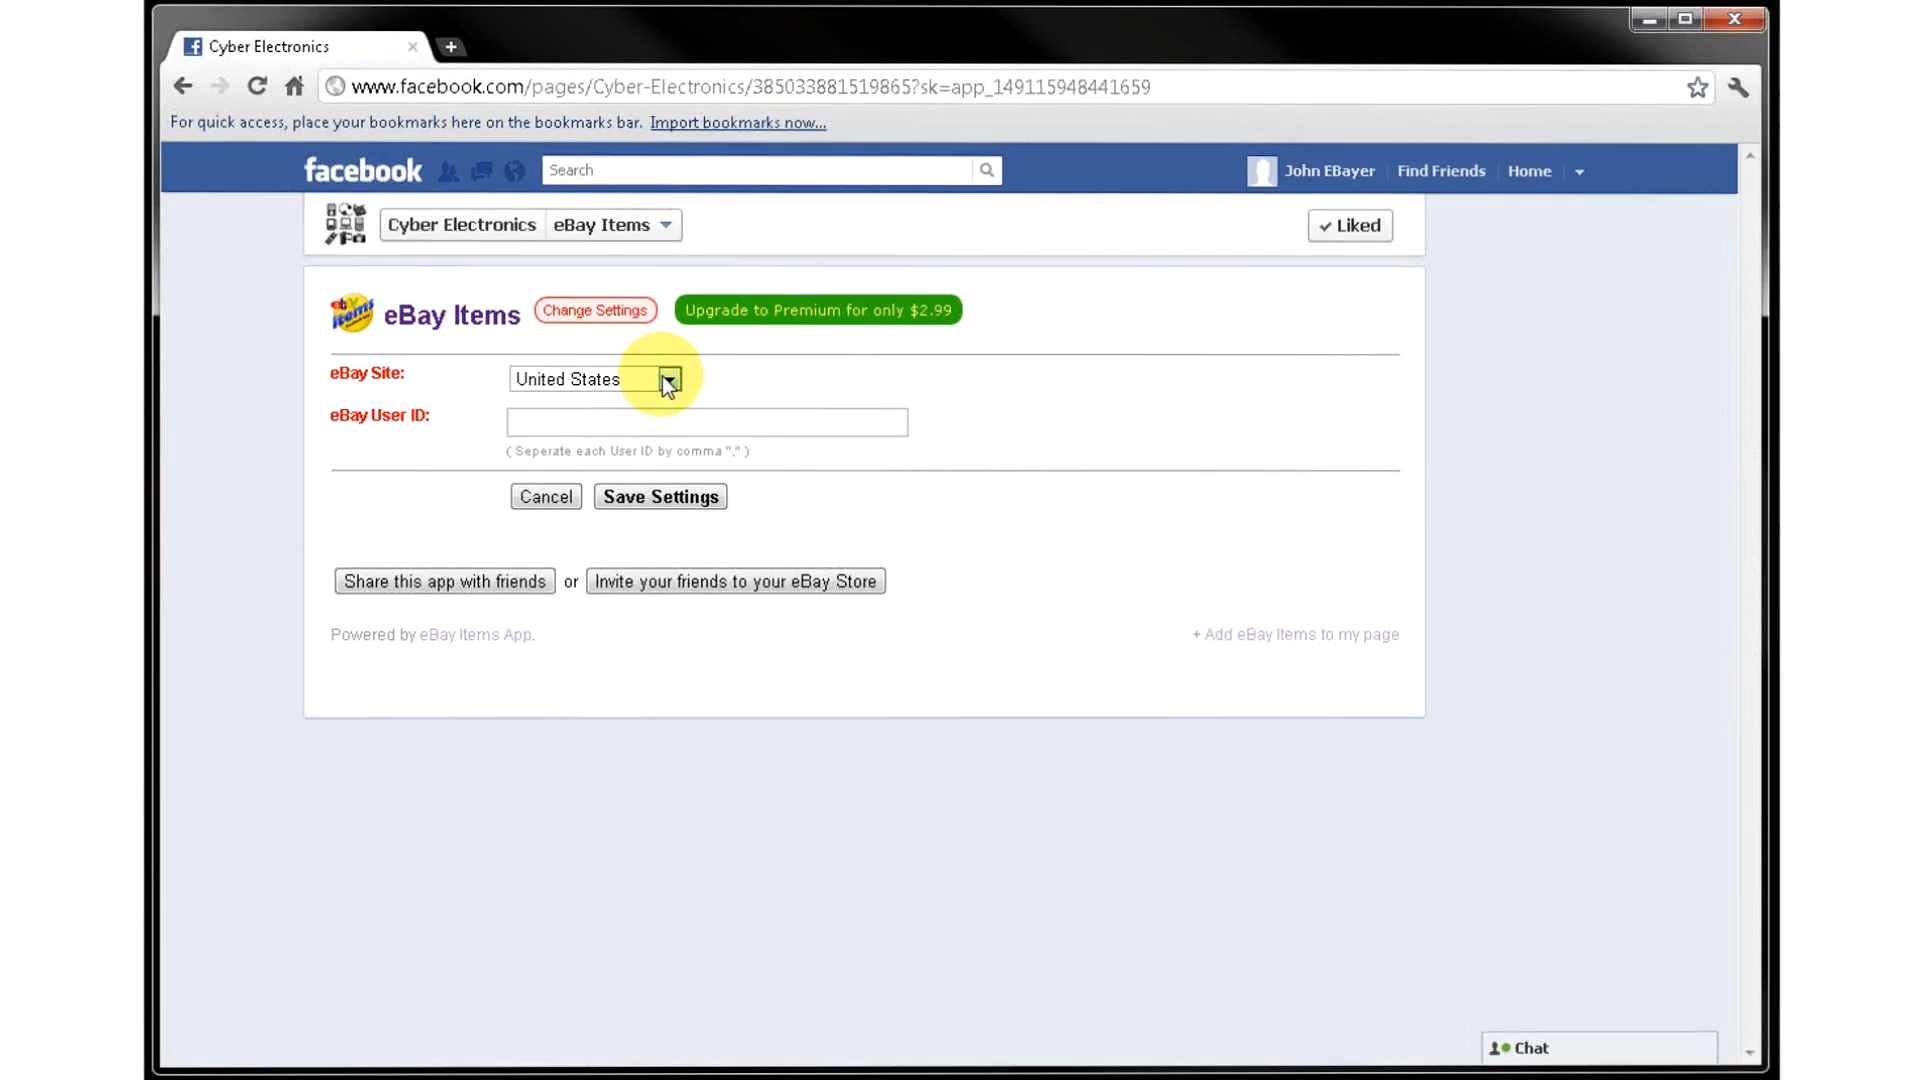 Cyber Electronics
www.facebook.com/pages/Cyber-Electronics/385033881519865?sk=app_149115948441659
For quick access, place your bookmarks here on the bookmarks bar. Import bookmarks now...
facebook Search John EBayer Find Friends Home
Cyber Electronics eBay Items Liked
eBay Items Change Settings Upgrade to Premium for only $2.99
eBay Site: United States
eBay User ID:
( Seperate each User ID by comma "," )
Cancel Save Settings
Share this app with friends or Invite your friends to your eBay Store
Powered by eBay Items App. + Add eBay Items to my page
Chat